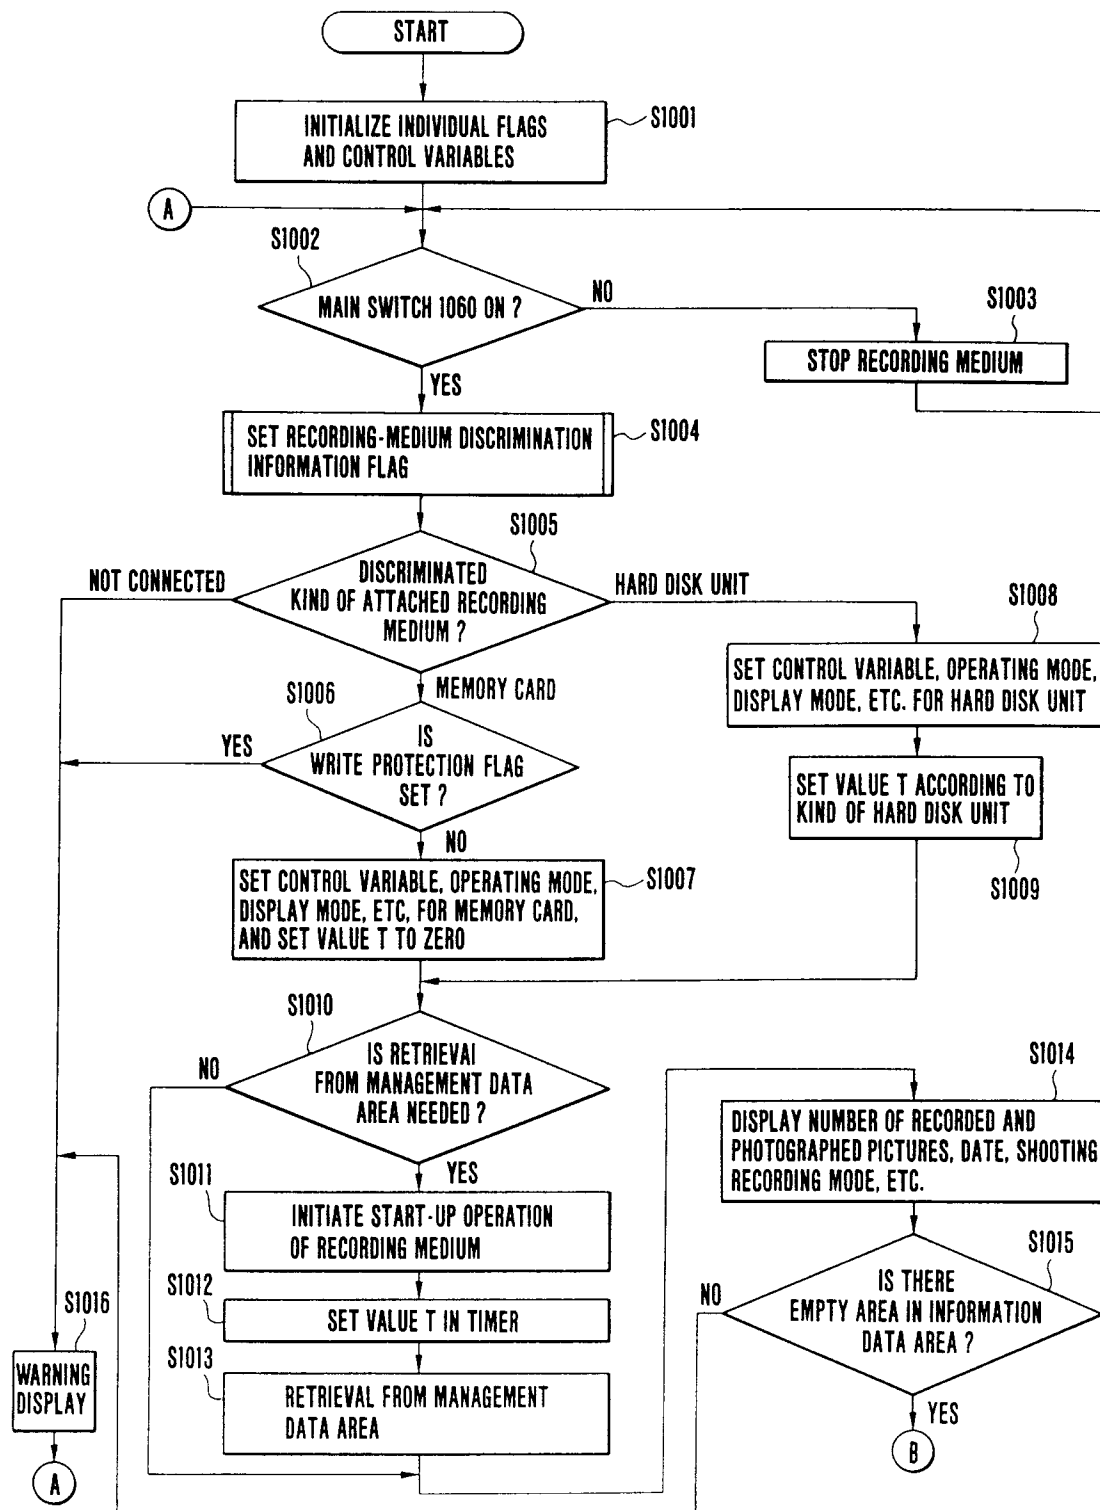 START
INITIALIZE INDIVIDUAL FLAGS
AND CONTROL VARIABLES
S1001
A
S1002
MAIN SWITCH 1060 ON ?
NO
S1003
STOP RECORDING MEDIUM
YES
SET RECORDING-MEDIUM DISCRIMINATION
INFORMATION FLAG
S1004
S1005
NOT CONNECTED
DISCRIMINATED
KIND OF ATTACHED RECORDING
MEDIUM ?
HARD DISK UNIT
S1008
SET CONTROL VARIABLE, OPERATING MODE,
DISPLAY MODE, ETC. FOR HARD DISK UNIT
MEMORY CARD
S1006
YES
IS
WRITE PROTECTION FLAG
SET ?
SET VALUE T ACCORDING TO
KIND OF HARD DISK UNIT
S1009
NO
SET CONTROL VARIABLE, OPERATING MODE,
DISPLAY MODE, ETC, FOR MEMORY CARD,
AND SET VALUE T TO ZERO
S1007
S1010
NO
IS RETRIEVAl
FROM MANAGEMENT DATA
AREA NEEDED ?
YES
S1011
INITIATE START-UP OPERATION
OF RECORDING MEDIUM
S1012
SET VALUE T IN TIMER
S1013
RETRIEVAL FROM MANAGEMENT
DATA AREA
S1014
DISPLAY NUMBER OF RECORDED AND
PHOTOGRAPHED PICTURES, DATE, SHOOTING
RECORDING MODE, ETC.
S1015
NO
IS THERE
EMPTY AREA IN INFORMATION
DATA AREA ?
YES
B
S1016
WARNING
DISPLAY
A